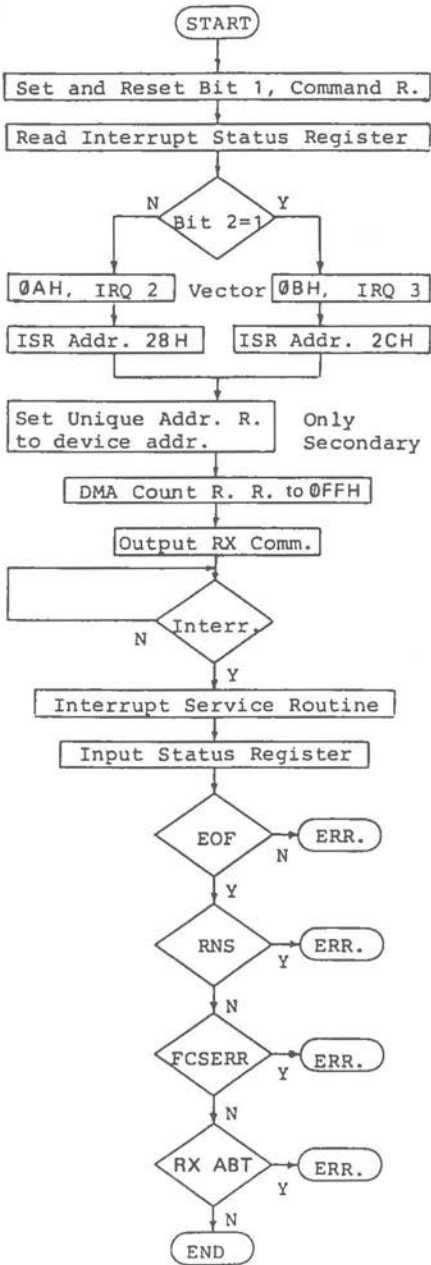 START
Set and Reset Bit 1, Command R.
Read Interrupt Status Register
N Y
Bit 2=1
ØAH, IRQ 2 Vector ØBH, IRQ 3
ISR Addr. 28H ISR Addr. 2CH
Set Unique Addr. R. Only
to device addr. Secondary
DMA Count R. R. to ØFFH
Output RX Comm.
Interr.
N
Y
Interrupt Service Routine
Input Status Register
EOF ERR.
N
Y
RNS ERR.
Y
N
FCSERR ERR.
Y
N
RX ABT ERR.
Y
N
END